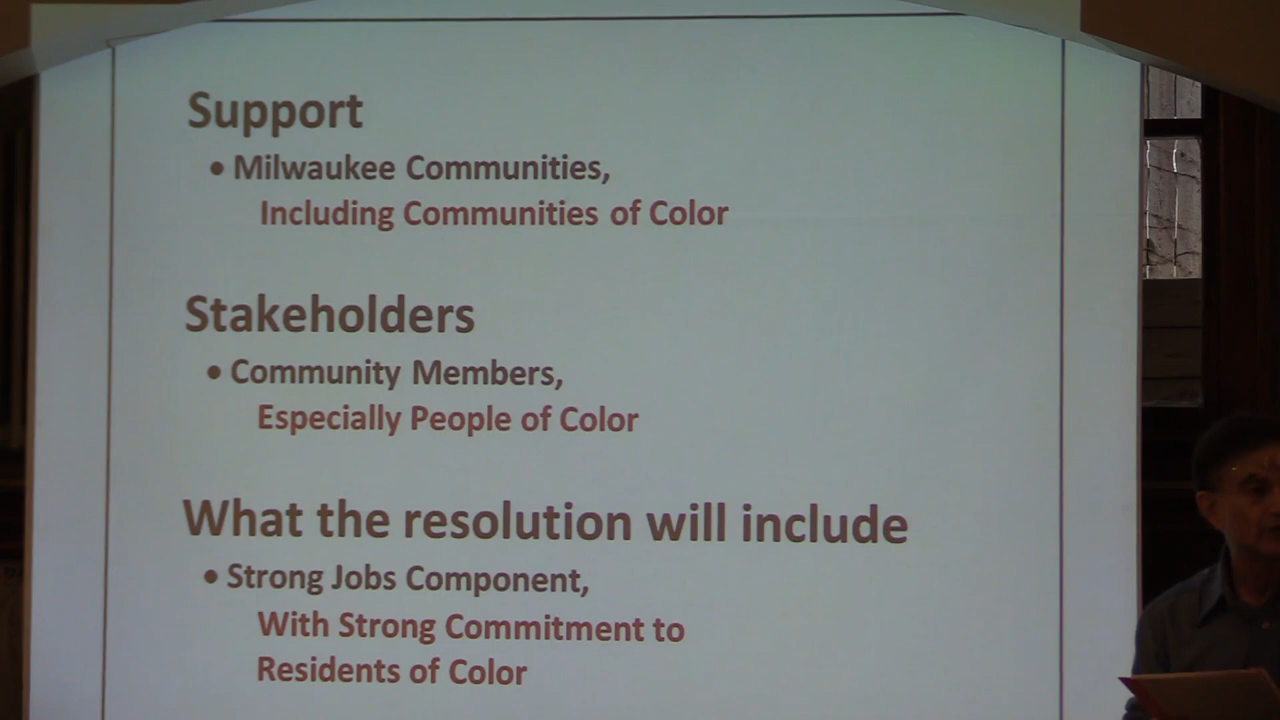 Support
• Milwaukee Communities,
Including Communities of Color
Stakeholders
• Community Members,
Especially People of Color
What the resolution will include
• Strong Jobs Component,
With Strong Commitment to
Residents of Color